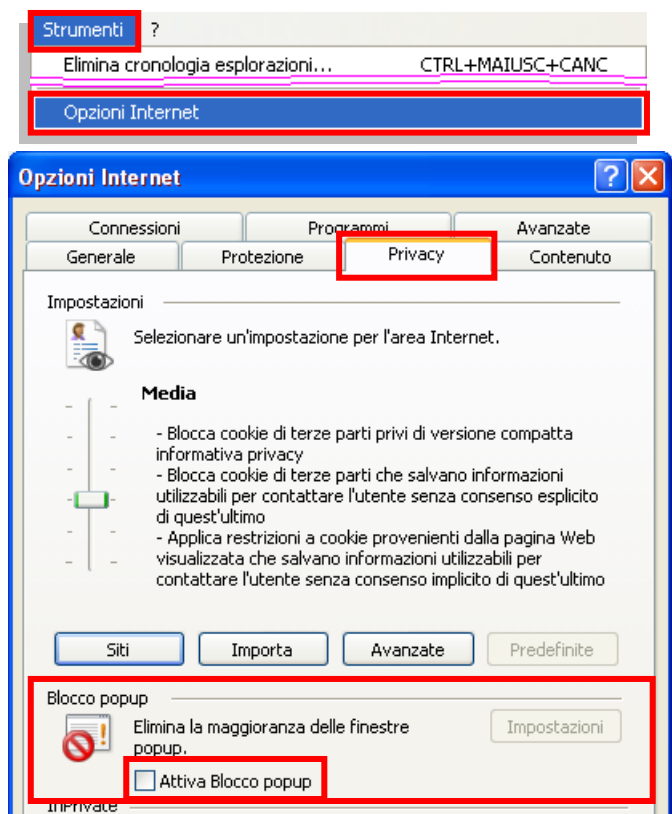 Strumenti ?
Elimina cronologia esplorazioni... CTRL+MAIUSC+CANC
Opzioni Internet
Opzioni Internet ?
Connessioni Programmi Avanzate
Generale Protezione Privacy Contenuto
Impostazioni
Selezionare un'impostazione per l'area Internet.
Media
- Blocca cookie di terze parti privi di versione compatta
informativa privacy
- Blocca cookie di terze parti che salvano informazioni
utilizzabili per contattare l'utente senza consenso esplicito
di quest'ultimo
- Applica restrizioni a cookie provenienti dalla pagina Web
visualizzata che salvano informazioni utilizzabili per
contattare l'utente senza consenso implicito di quest'ultimo
Siti Importa Avanzate Predefinite
Blocco popup
Elimina la maggioranza delle finestre
popup.
Impostazioni
Attiva Blocco popup
InPrivate